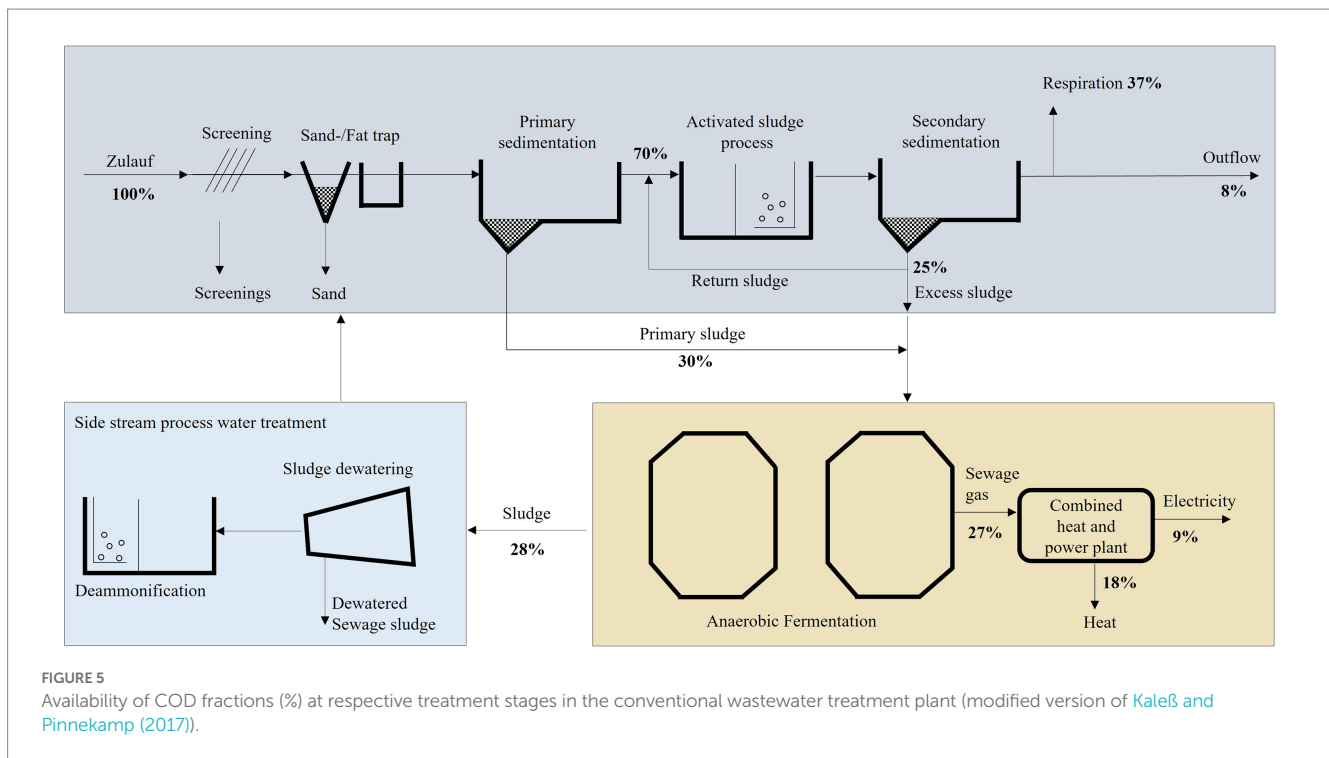 Respiration 37%
Screening
Sand-/Fat trap
Primary
sedimentation
Activated sludge
process
Secondary
sedimentation
Zulauf
100%
70%
Outflow
8%
Screenings
Sand
Return sludge
25%
Excess sludge
Primary sludge
30%
Side stream process water treatment
Sludge dewatering
Deammonification
Dewatered
Sewage sludge
Sludge
28%
Sewage
gas
27%
Combined
heat and
power plant
Electricity
9%
18%
Heat
Anaerobic Fermentation
FIGURE 5
Availability of COD fractions (%) at respective treatment stages in the conventional wastewater treatment plant (modified version of Kaleß and
Pinnekamp (2017)).